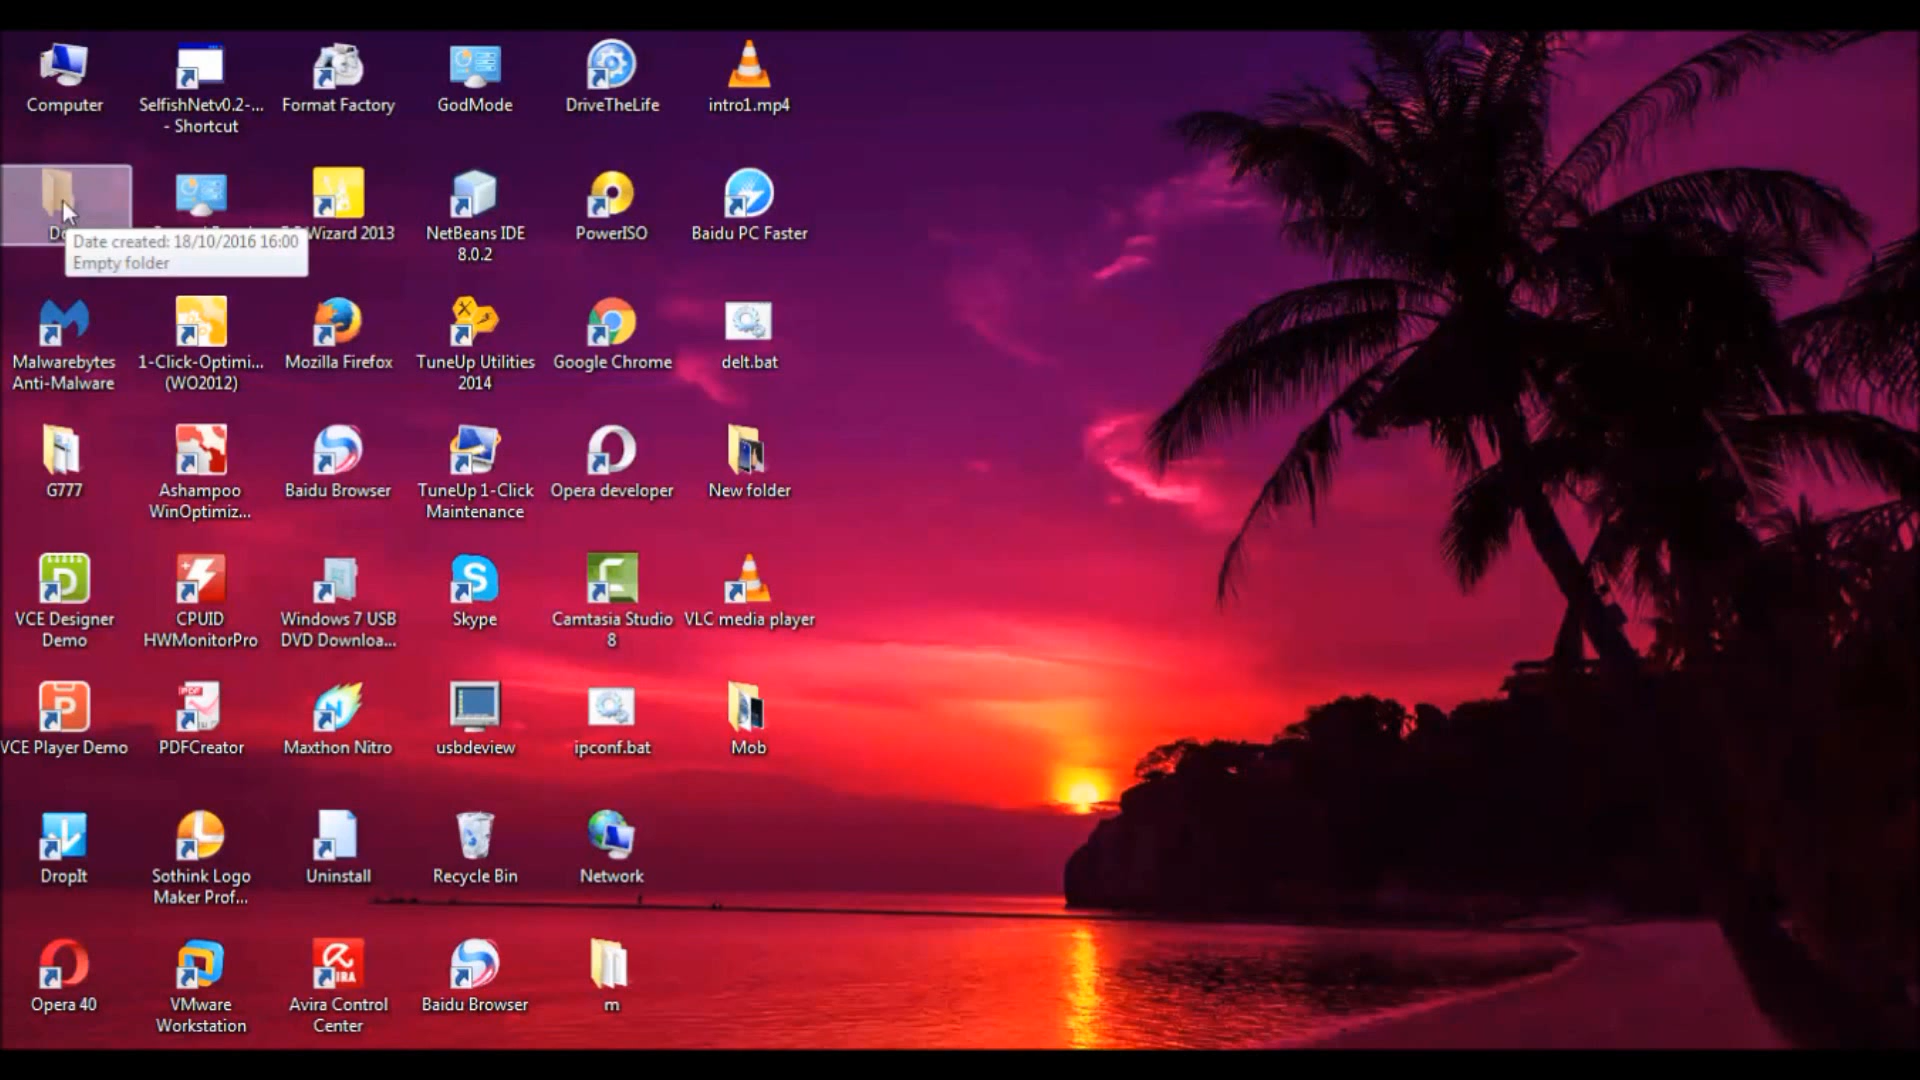 Computer
SelfishNetv0.2-...
- Shortcut
Format Factory
GodMode
DriveTheLife
intro1.mp4
Wizard 2013
NetBeans IDE
8.0.2
PowerISO
Baidu PC Faster
Date created: 18/10/2016 16:00
Empty folder
Malwarebytes
Anti-Malware
1-Click-Optimi...
(WO2012)
Mozilla Firefox
TuneUp Utilities
2014
Google Chrome
delt.bat
G777
Ashampoo
WinOptimiz...
Baidu Browser
TuneUp 1-Click
Maintenance
Opera developer
New folder
VCE Designer
Demo
CPUID
HWMonitorPro
Windows 7 USB
DVD Downloa...
Skype
Camtasia Studio
8
VLC media player
VCE Player Demo
PDFCreator
Maxthon Nitro
usbdeview
ipconf.bat
Mob
DropIt
Sothink Logo
Maker Prof...
Uninstall
Recycle Bin
Network
Opera 40
VMware
Workstation
Avira Control
Center
Baidu Browser
m